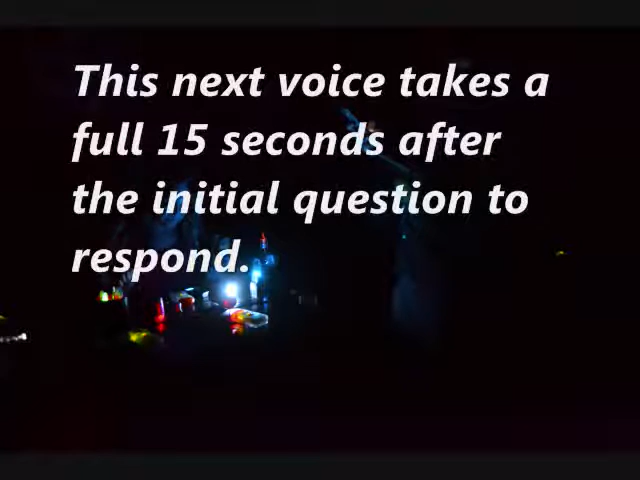 This next voice takes a
full 15 seconds after
the initial question to
respond.